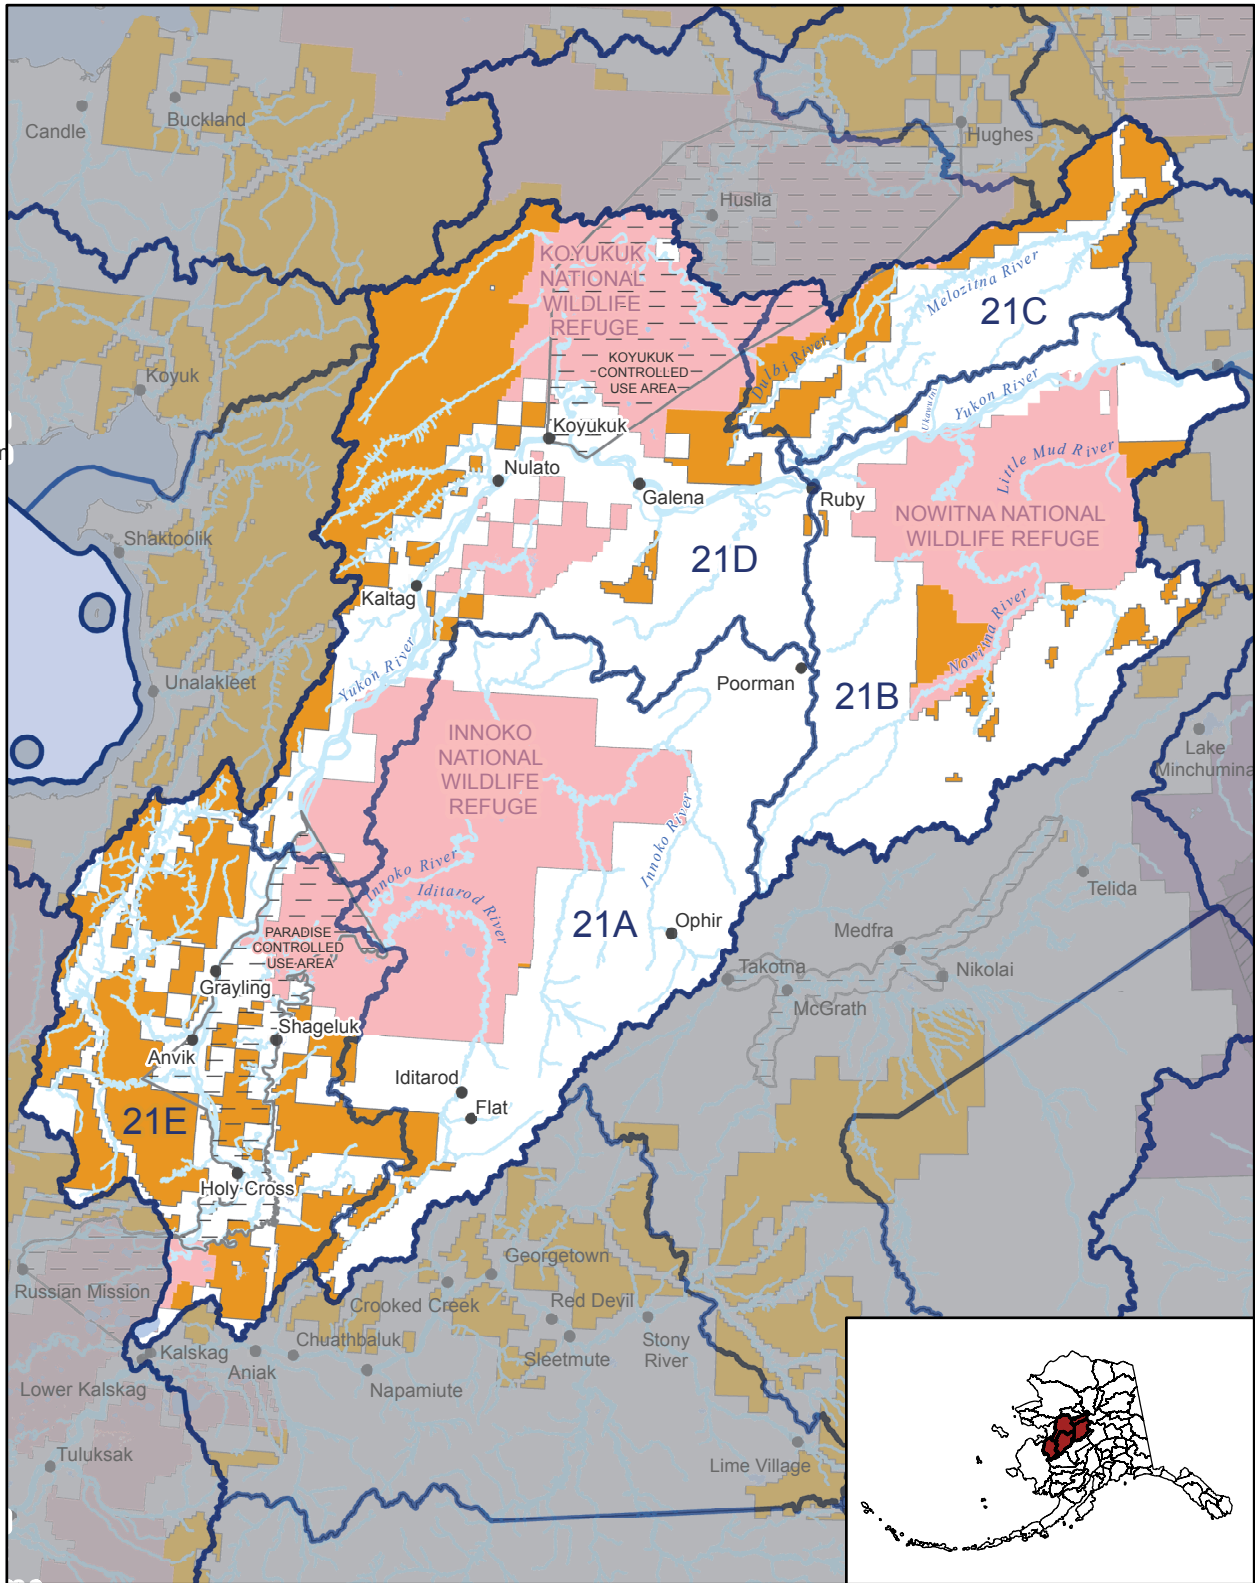 Candle
Buckland
Hughes
Huslia
KOYUKUK
NATIONAL
WILDLIFE
REFUGE
Melozitna River
21C
KOYUKUK
CONTROLLED
USE AREA
Dulbi River
Koyuk
Yukon River
Koyukuk
Little Mud River
Nulato
Galena
Ruby
NOWITNA NATIONAL
WILDLIFE REFUGE
Shaktoolik
21D
Kaltag
Nowitna River
Yukon River
Unalakleet
Poorman
21B
INNOKO
NATIONAL
WILDLIFE
REFUGE
Lake
Minchumina
Innoko River
Innoko River
Iditarod River
Telida
21A
Ophir
Medfra
PARADISE
CONTROLLED
USE AREA
Takotna
Nikolai
Grayling
McGrath
Shageluk
Anvik
Iditarod
Flat
21E
Holy Cross
Georgetown
Russian Mission
Crooked Creek
Red Devil
Chuathbaluk
Stony
River
Kalskag
Sleetmute
Aniak
Lower Kalskag
Napamiute
Tuluksak
Lime Village